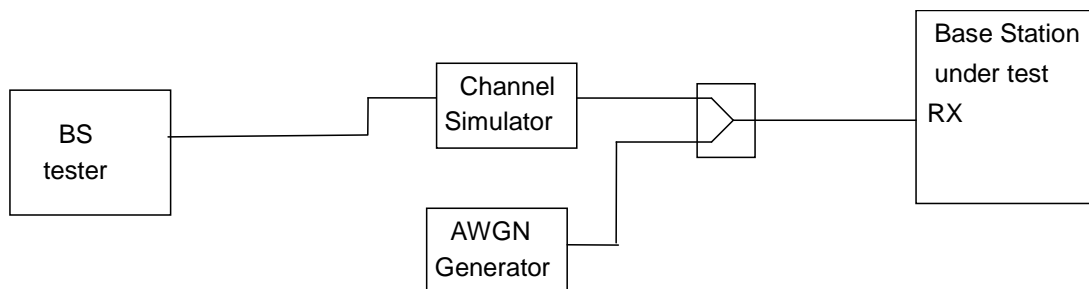 BS
tester
Channel
Simulator
AWGN
Generator
Base Station
under test
RX